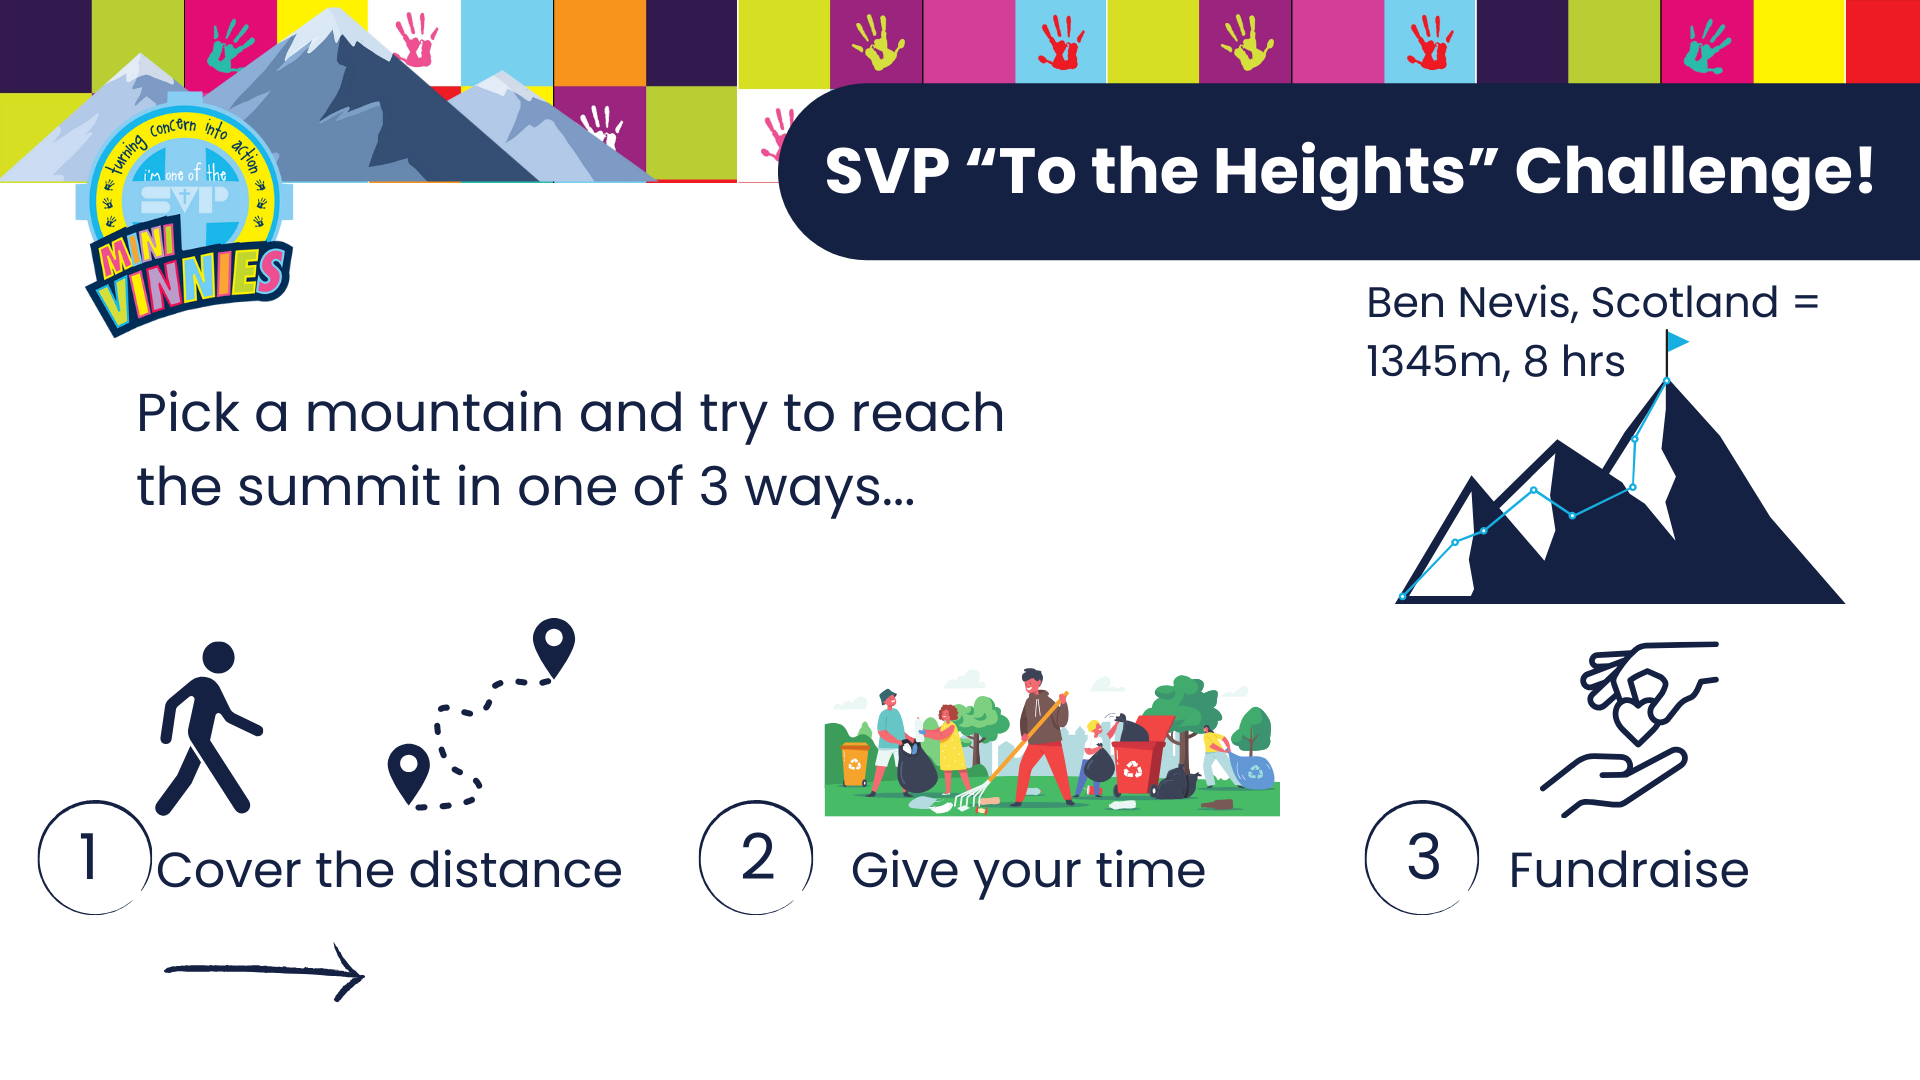 turning concern into action
i'm one of the
SVP
MINI
VINNIES
SVP “To the Heights” Challenge!
Ben Nevis, Scotland =
1345m, 8 hrs
Pick a mountain and try to reach
the summit in one of 3 ways...
1 Cover the distance
2 Give your time
3 Fundraise